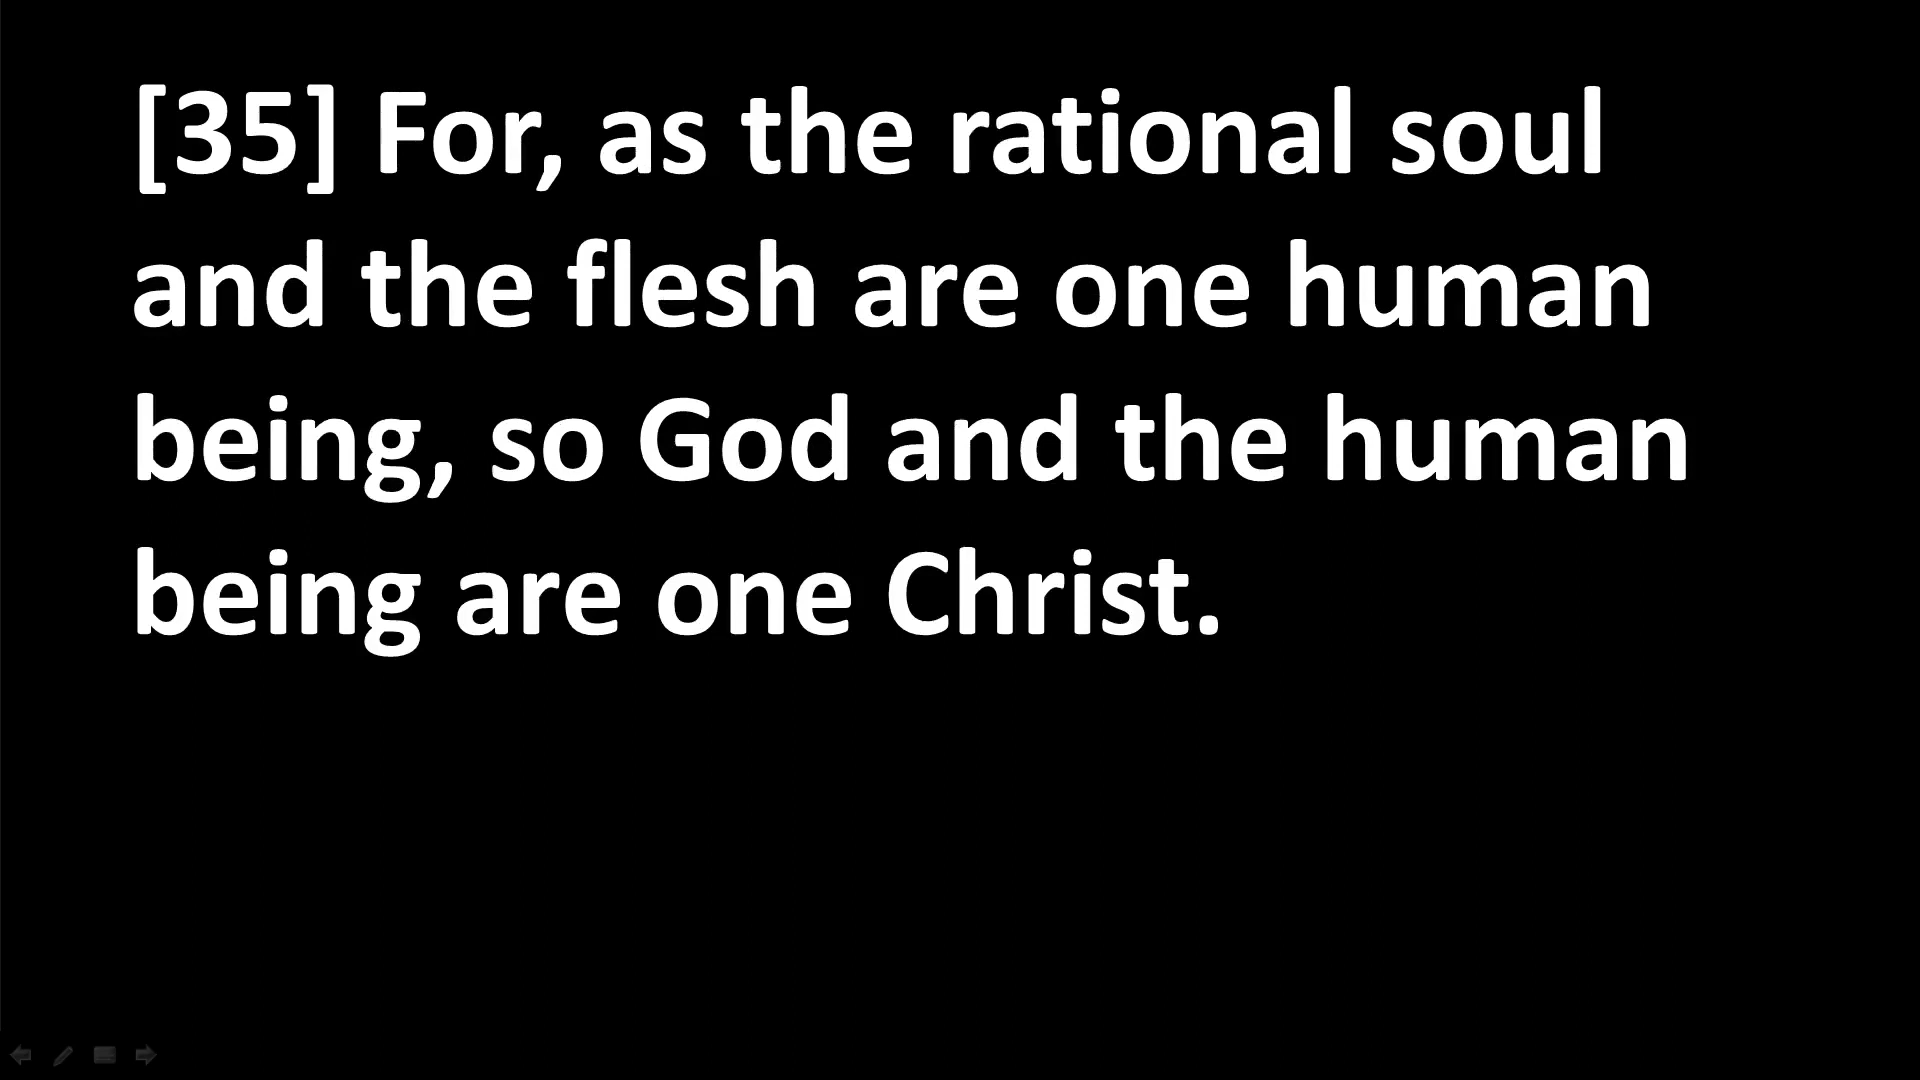 [35] For, as the rational soul
and the flesh are one human
being, so God and the human
being are one Christ.